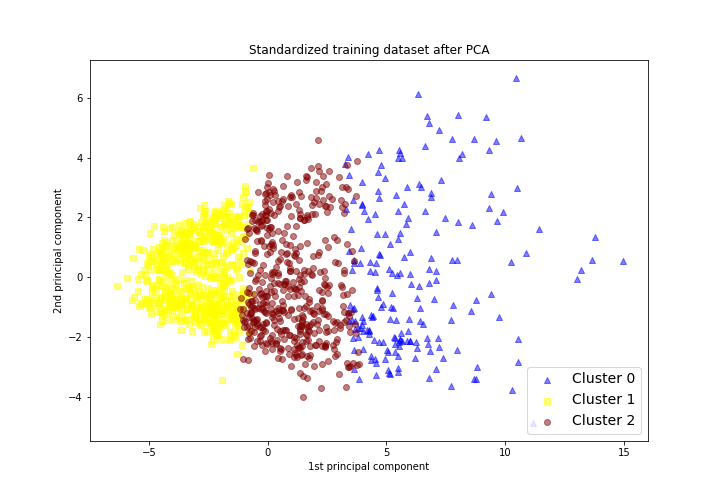 Standardized training dataset after PCA
2nd principal component
6
4
2
0
−2
−4
−5
0
5
10
15
1st principal component
Cluster 0
Cluster 1
Cluster 2